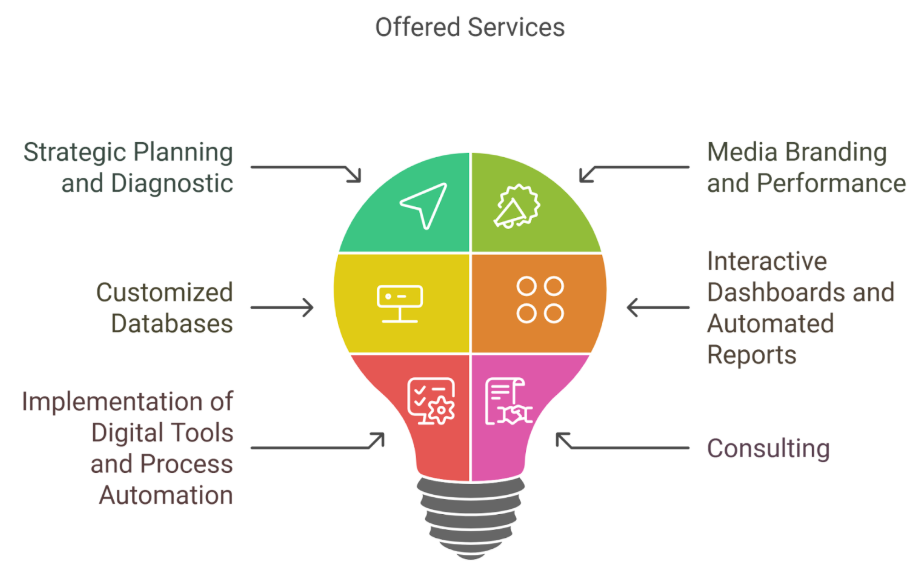 Offered Services
Strategic Planning
and Diagnostic
Media Branding
and Performance
Customized
Databases
Interactive
Dashboards and
Automated
Reports
Implementation of
Digital Tools
and Process
Automation
Consulting